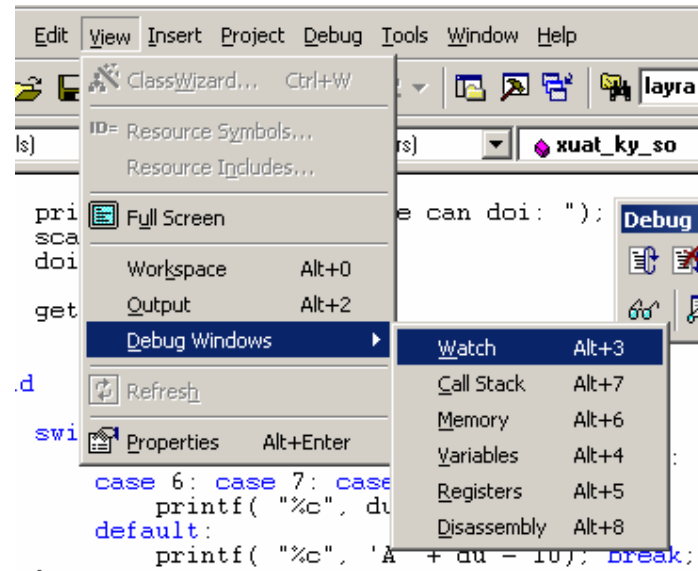 Edit View Insert Project Debug Tools Window Help
layra
ls) rs) xuat_ky_so
ClassWizard... Ctrl+W
ID= Resource Symbols...
Resource Includes...
Full Screen
Workspace Alt+0
Output Alt+2
Debug Windows
Refresh
Properties Alt+Enter
Watch Alt+3
Call Stack Alt+7
Memory Alt+6
Variables Alt+4
Registers Alt+5
Disassembly Alt+8
Debug
pri e can doi: ");
sca
doi
get
d
swi
:
case 6: case 7: case
printf( "%c", du
default:
printf( "%c", 'A' + du - 10); break;